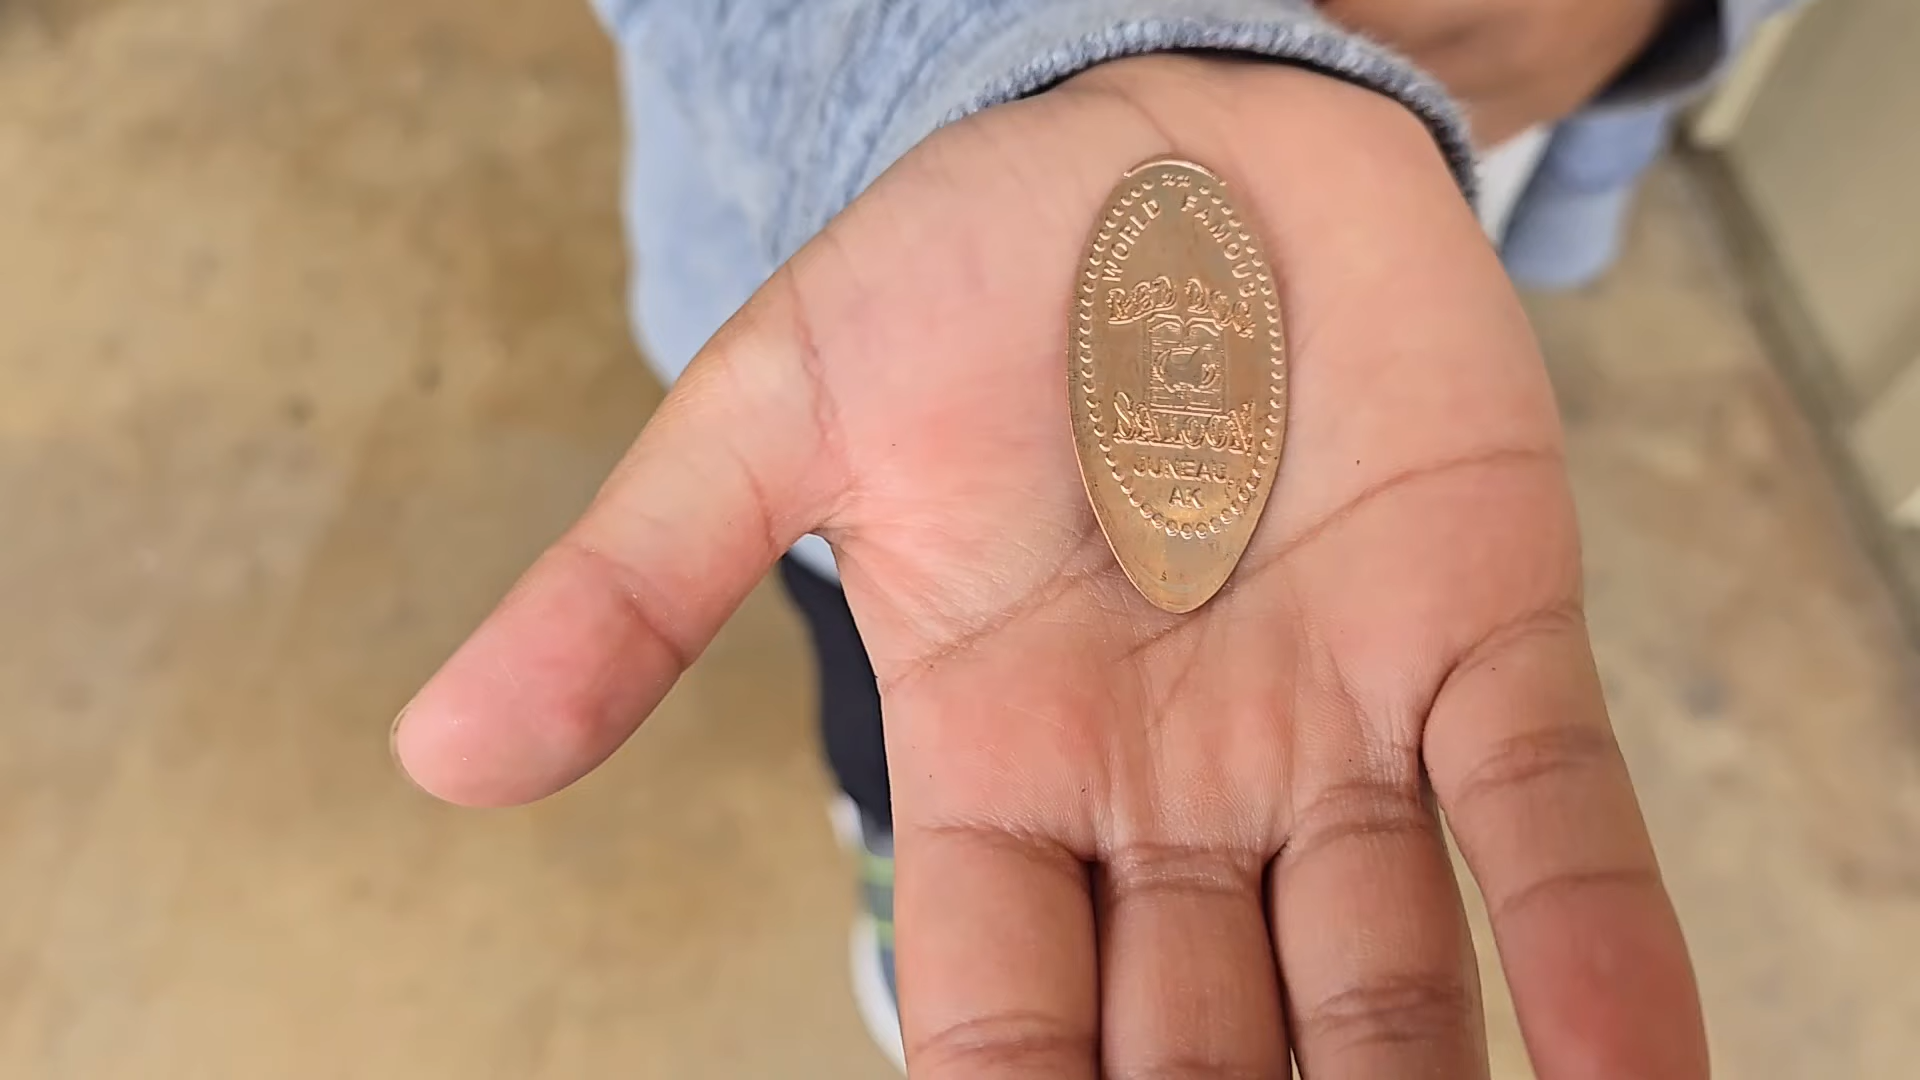 WORLD FAMOUS
RED DOG
SALOON
JUNEAU,
AK